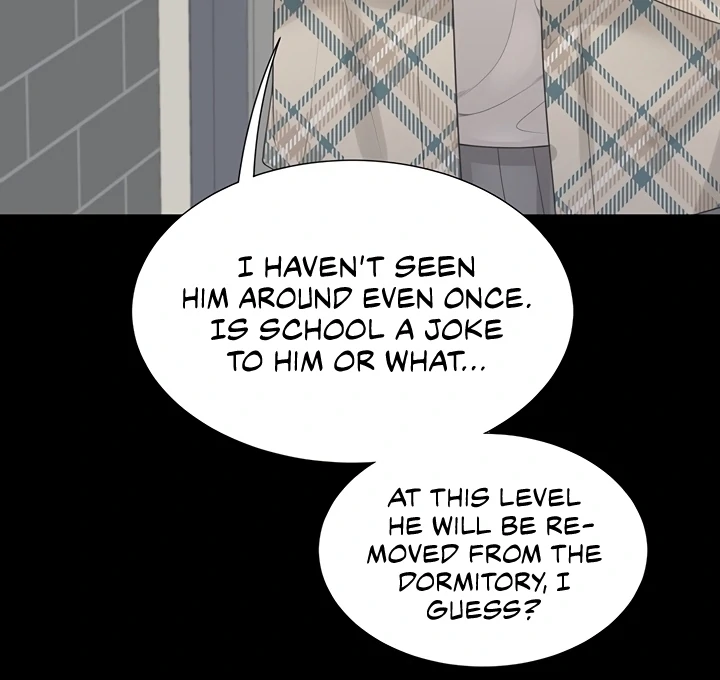 I HAVEN'T SEEN
HIM AROUND EVEN ONCE.
IS SCHOOL A JOKE
TO HIM OR WHAT...
AT THIS LEVEL
HE WILL BE RE-
MOVED FROM THE
DORMITORY, I
GUESS?